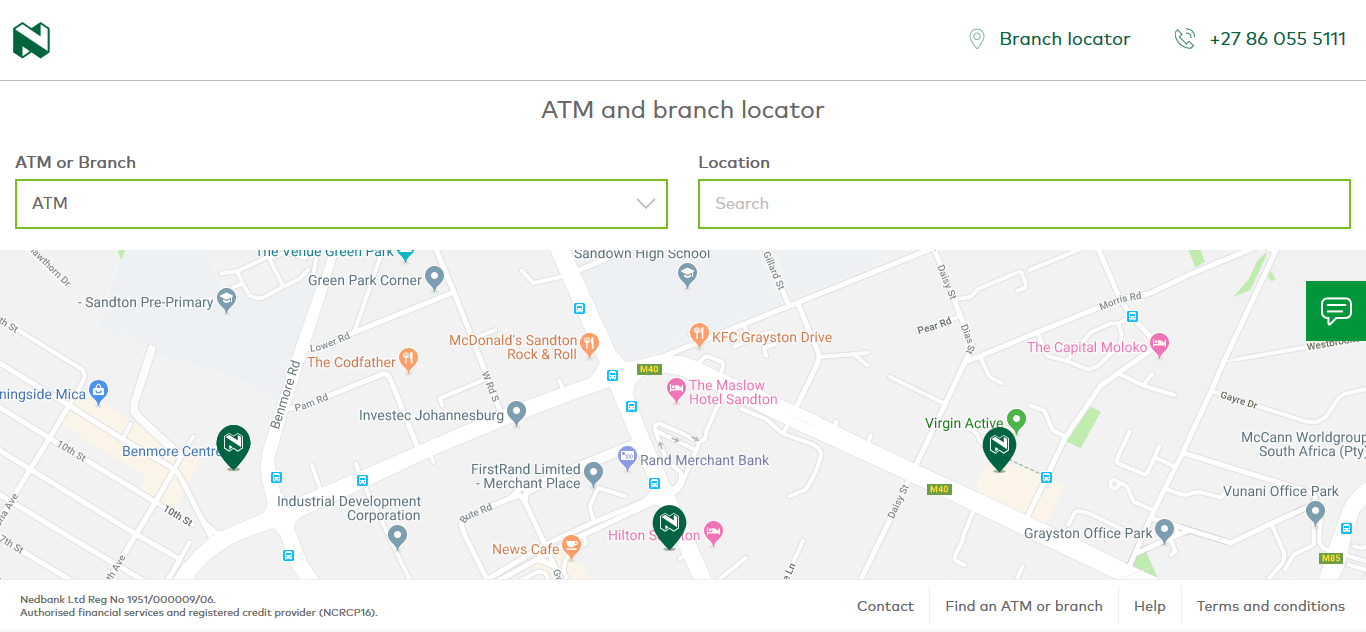 Branch locator
+27 86 055 5111
ATM and branch locator
ATM or Branch
Location
ATM
Search
The Venue Green Park
Sandown High School
Gillard St
Daisy St
Green Park Corner
- Sandton Pre-Primary
Morris Rd
Pear Rd
Dias St
Lower Rd
McDonald's Sandton
Rock & Roll
KFC Grayston Drive
The Capital Moloko
The Codfather
M40
Benmore Rd
W Rd S
The Maslow
Hotel Sandton
Pam Rd
Gayre Dr
Investec Johannesburg
Virgin Active
McCann Worldgroup
South Africa (Pty)
10th St
Benmore Centre
Rand Merchant Bank
FirstRand Limited
- Merchant Place
M40
Vunani Office Park
Daisy St
Industrial Development
Corporation
10th St
Bute Rd
Hilton
Grayston Office Park
News Cafe
M85
Nedbank Ltd Reg No 1951/000009/06.
Authorised financial services and registered credit provider (NCRCP16).
Contact
Find an ATM or branch
Help
Terms and conditions